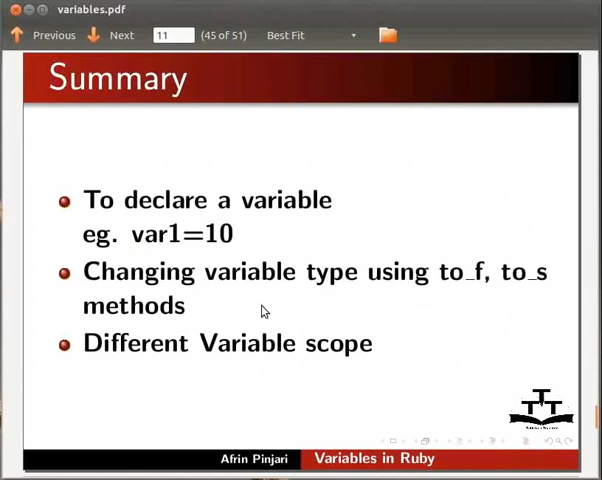 variables.pdf
Previous Next 11 (45 of 51) Best Fit
Summary
To declare a variable
eg. var1=10
Changing variable type using to_f, to_s
methods
Different Variable scope
Afrin Pinjari Variables in Ruby